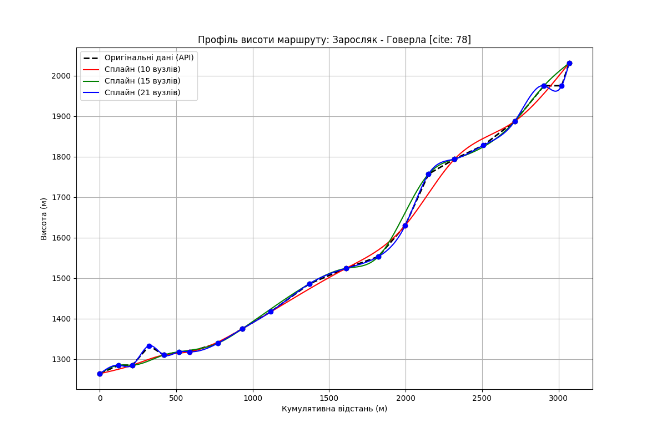 Профіль висоти маршруту: Заросляк - Говерла [cite: 78]
Оригінальні дані (API)
Сплайн (10 вузлів)
Сплайн (15 вузлів)
Сплайн (21 вузлів)
Висота (м)
2000
1900
1800
1700
1600
1500
1400
1300
0 500 1000 1500 2000 2500 3000
Кумулятивна відстань (м)